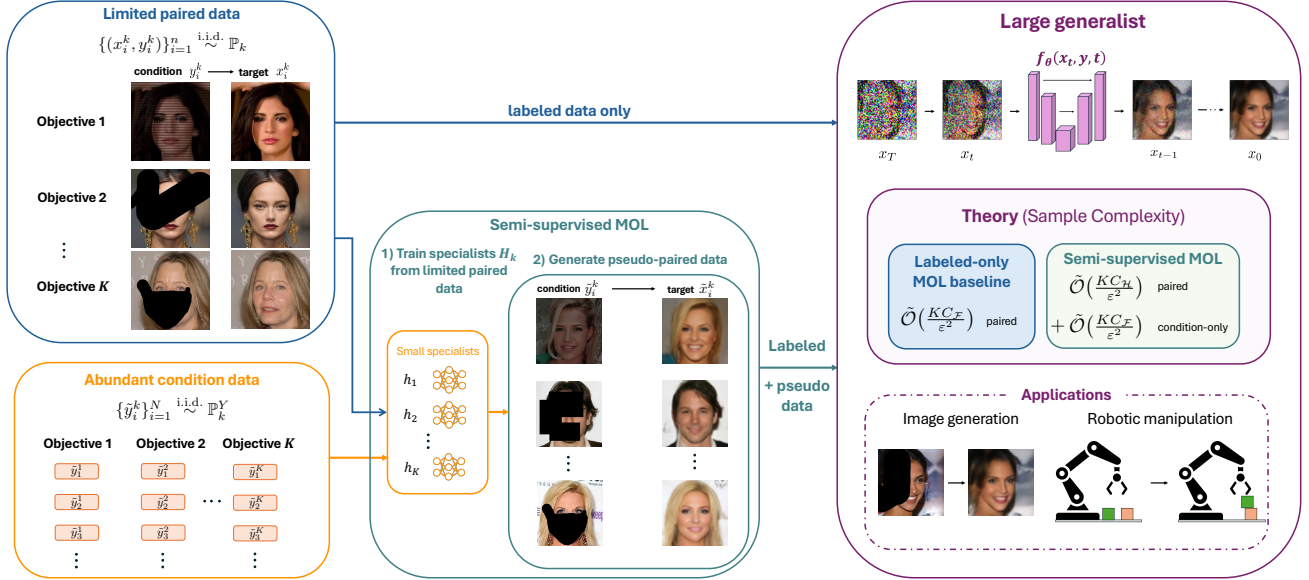 Limited paired data
{(x_i^k, y_i^k)}_{i=1}^n i.i.d. ∼ ℙ_k
condition y_i^k → target x_i^k
Objective 1
Objective 2
⋮
Objective K
Abundant condition data
{ỹ_i^k}_{i=1}^N i.i.d. ∼ ℙ_k^Y
Objective 1 Objective 2 Objective K
ỹ_1^1 ỹ_1^2 ỹ_1^K
ỹ_2^1 ỹ_2^2 ⋯ ỹ_2^K
ỹ_3^1 ỹ_3^2 ỹ_3^K
⋮ ⋮ ⋮
labeled data only
Semi-supervised MOL
1) Train specialists H_k
from limited paired
data
Small specialists
h_1
h_2
⋮
h_K
2) Generate pseudo-paired data
condition ỹ_i^k → target x̃_i^k
⋮ ⋮
Labeled
+ pseudo
data
Large generalist
f_θ(x_t, y, t)
x_T x_t x_{t−1} x_0
Theory (Sample Complexity)
Labeled-only
MOL baseline
Õ(KC_F/ε²) paired
Semi-supervised MOL
Õ(KC_H/ε²) paired
+ Õ(KC_F/ε²) condition-only
Applications
Image generation
Robotic manipulation